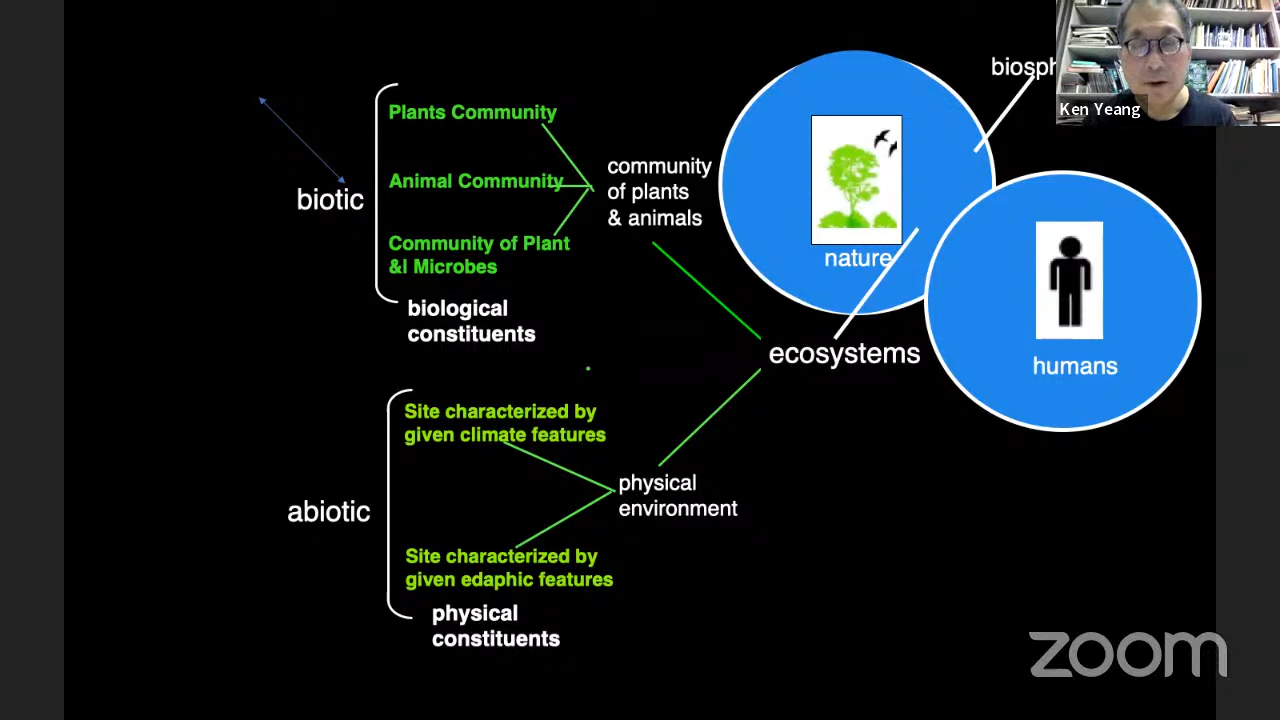 biosph
Ken Yeang
Plants Community
Animal Community
biotic
Community of Plant
&I Microbes
biological
constituents
community
of plants
& animals
nature
humans
ecosystems
Site characterized by
given climate features
abiotic
physical
environment
Site characterized by
given edaphic features
physical
constituents
zoom